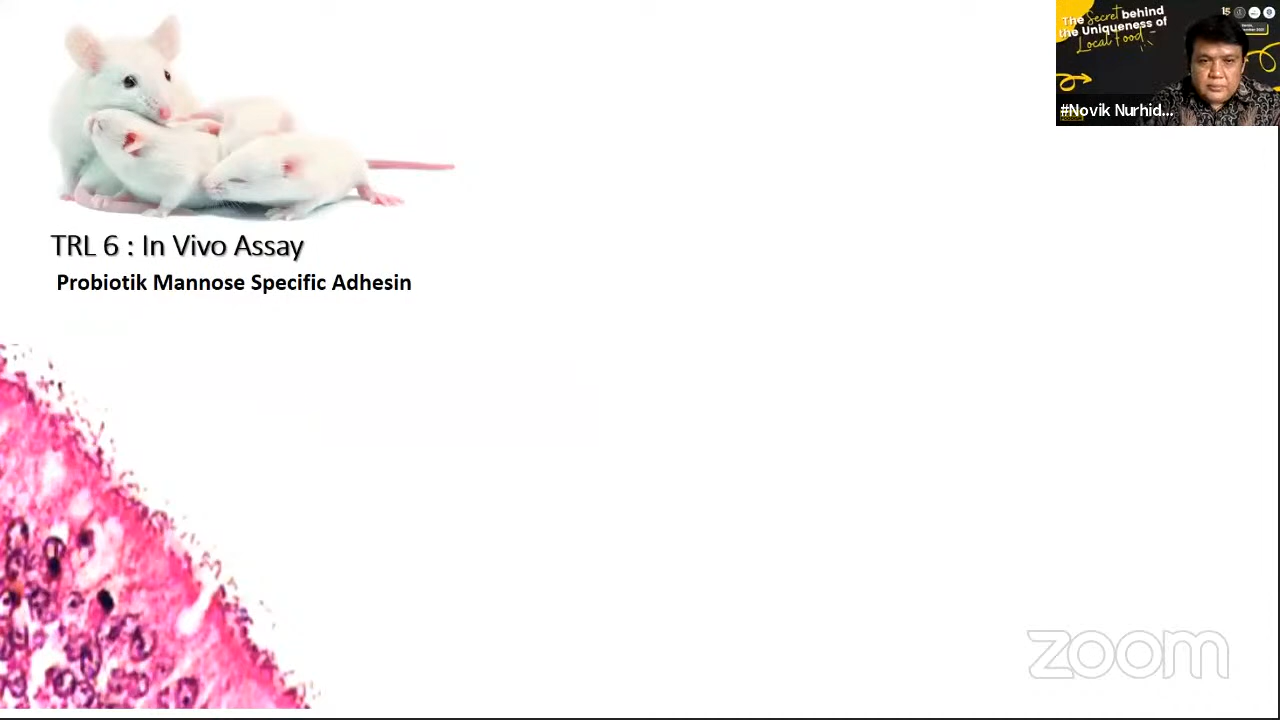 The Secret behind
the Uniqueness of
Local Food
15
#Novik Nurhid...
TRL 6 : In Vivo Assay
Probiotik Mannose Specific Adhesin
zoom